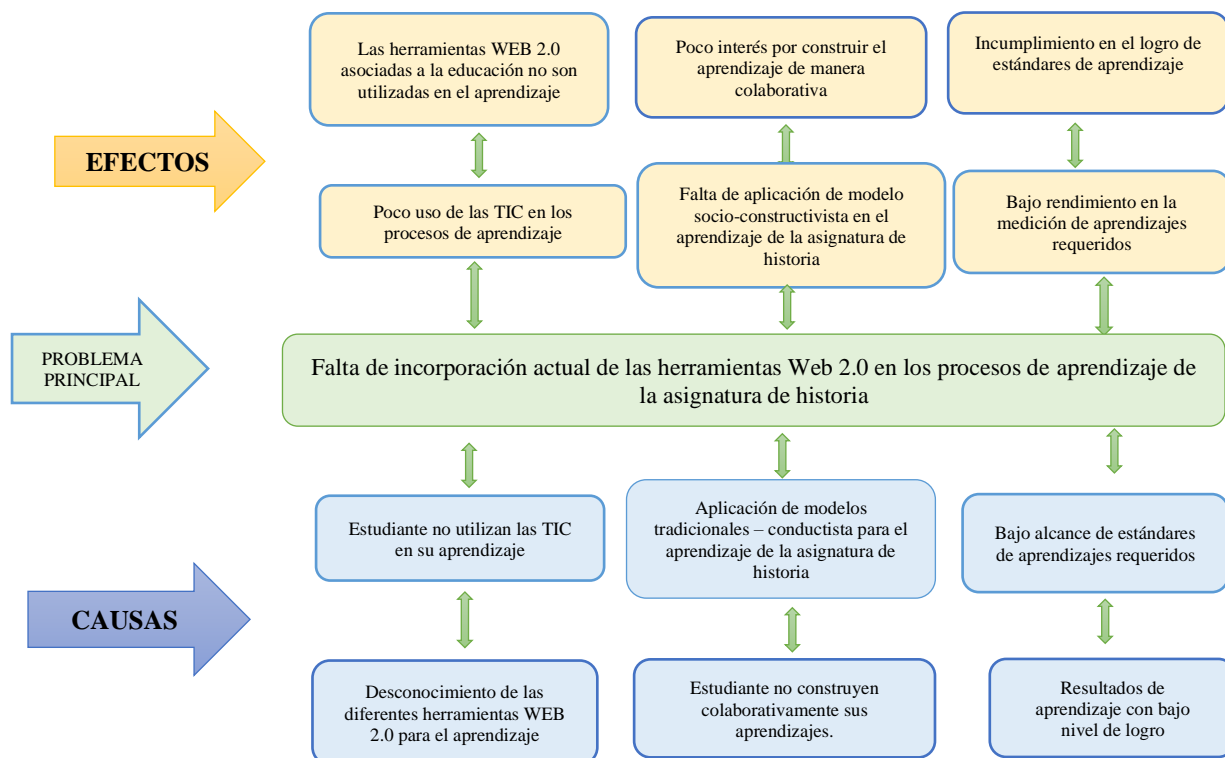 Las herramientas WEB 2.0
asociadas a la educación no son
utilizadas en el aprendizaje
Poco interés por construir el
aprendizaje de manera
colaborativa
Incumplimiento en el logro de
estándares de aprendizaje
EFECTOS
Poco uso de las TIC en los
procesos de aprendizaje
Falta de aplicación de modelo
socio-constructivista en el
aprendizaje de la asignatura de
historia
Bajo rendimiento en la
medición de aprendizajes
requeridos
PROBLEMA
PRINCIPAL
Falta de incorporación actual de las herramientas Web 2.0 en los procesos de aprendizaje de
la asignatura de historia
Estudiante no utilizan las TIC
en su aprendizaje
Aplicación de modelos
tradicionales – conductista para el
aprendizaje de la asignatura de
historia
Bajo alcance de estándares
de aprendizajes requeridos
CAUSAS
Desconocimiento de las
diferentes herramientas WEB
2.0 para el aprendizaje
Estudiante no construyen
colaborativamente sus
aprendizajes.
Resultados de
aprendizaje con bajo
nivel de logro